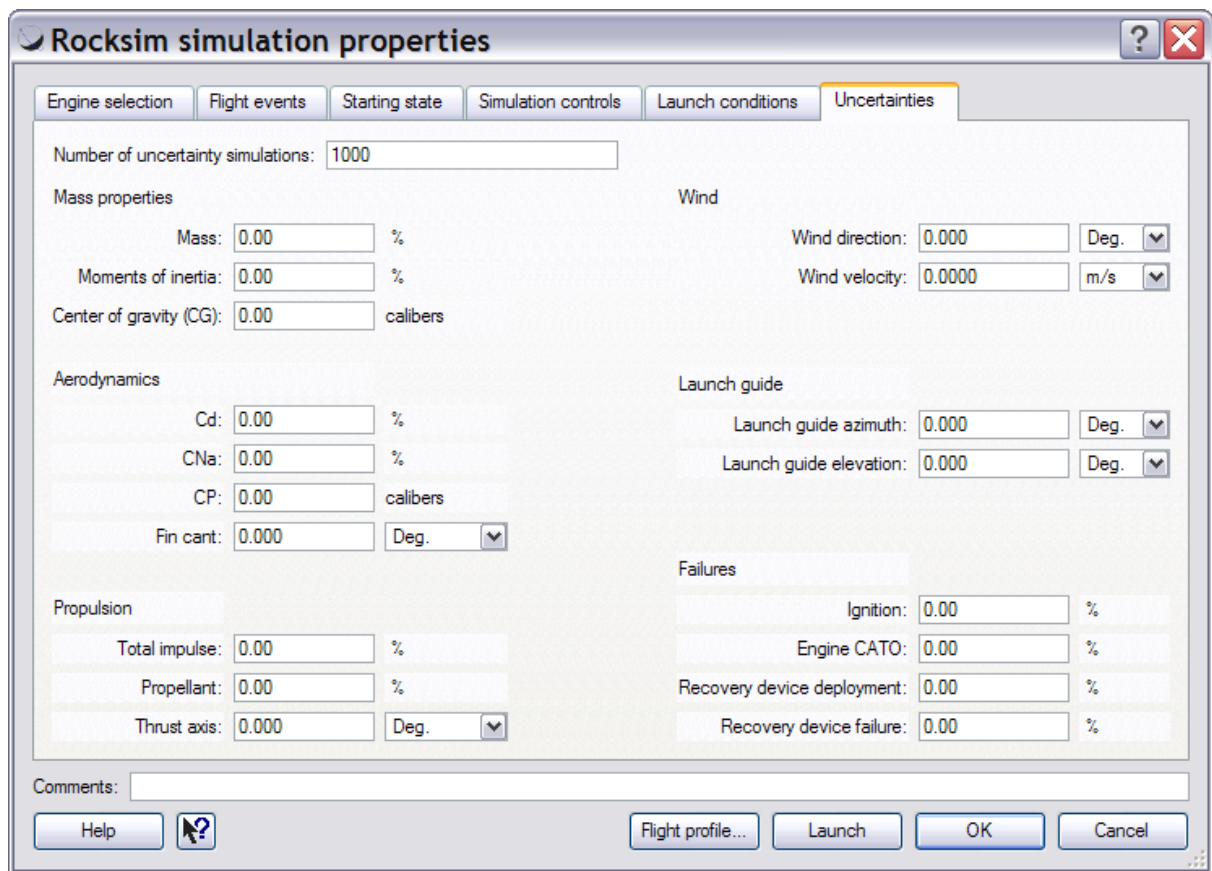 Rocksim simulation properties
Engine selection Flight events Starting state Simulation controls Launch conditions Uncertainties
Number of uncertainty simulations: 1000
Mass properties
Mass: 0.00 %
Moments of inertia: 0.00 %
Center of gravity (CG): 0.00 calibers
Wind
Wind direction: 0.000 Deg.
Wind velocity: 0.0000 m/s
Aerodynamics
Cd: 0.00 %
CNa: 0.00 %
CP: 0.00 calibers
Fin cant: 0.000 Deg.
Launch guide
Launch guide azimuth: 0.000 Deg.
Launch guide elevation: 0.000 Deg.
Propulsion
Total impulse: 0.00 %
Propellant: 0.00 %
Thrust axis: 0.000 Deg.
Failures
Ignition: 0.00 %
Engine CATO: 0.00 %
Recovery device deployment: 0.00 %
Recovery device failure: 0.00 %
Comments:
Help ? Flight profile... Launch OK Cancel